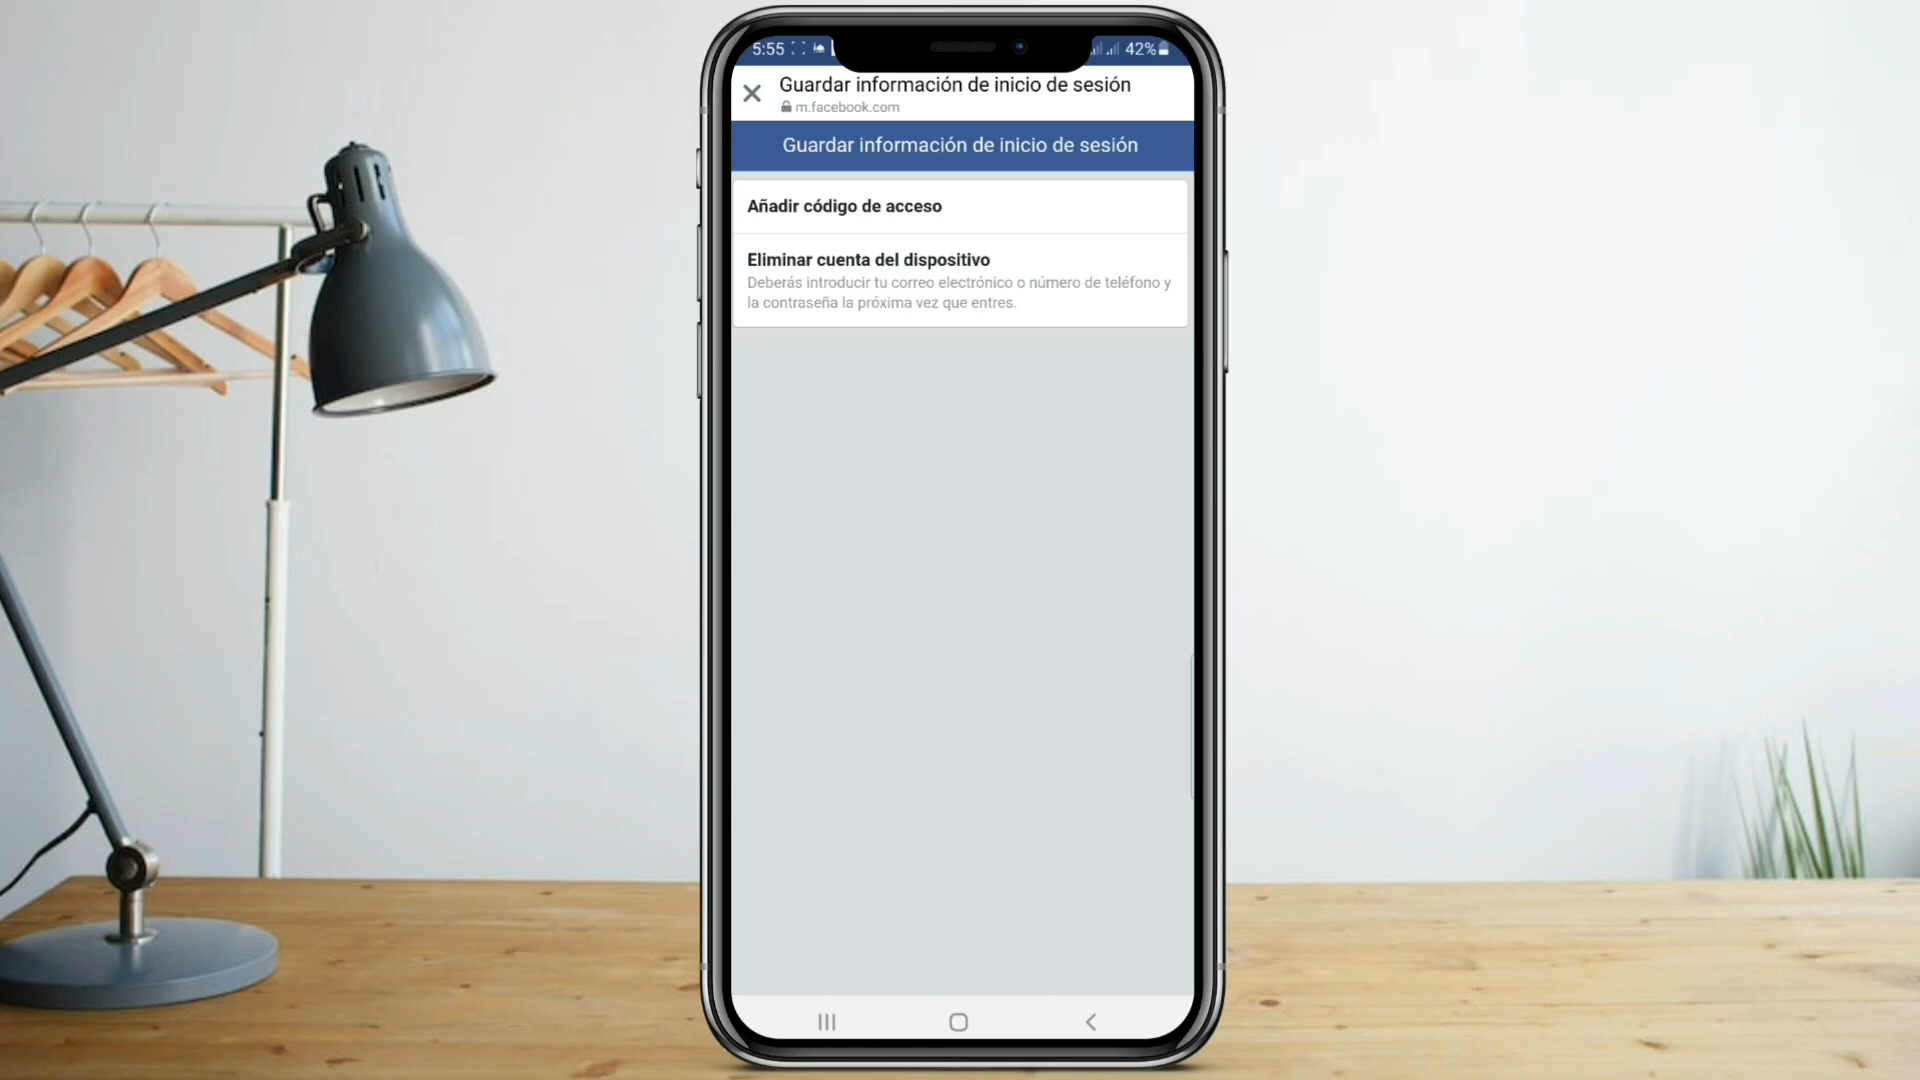 5:55
42%
Guardar información de inicio de sesión
m.facebook.com
Guardar información de inicio de sesión
Añadir código de acceso
Eliminar cuenta del dispositivo
Deberás introducir tu correo electrónico o número de teléfono y
la contraseña la próxima vez que entres.